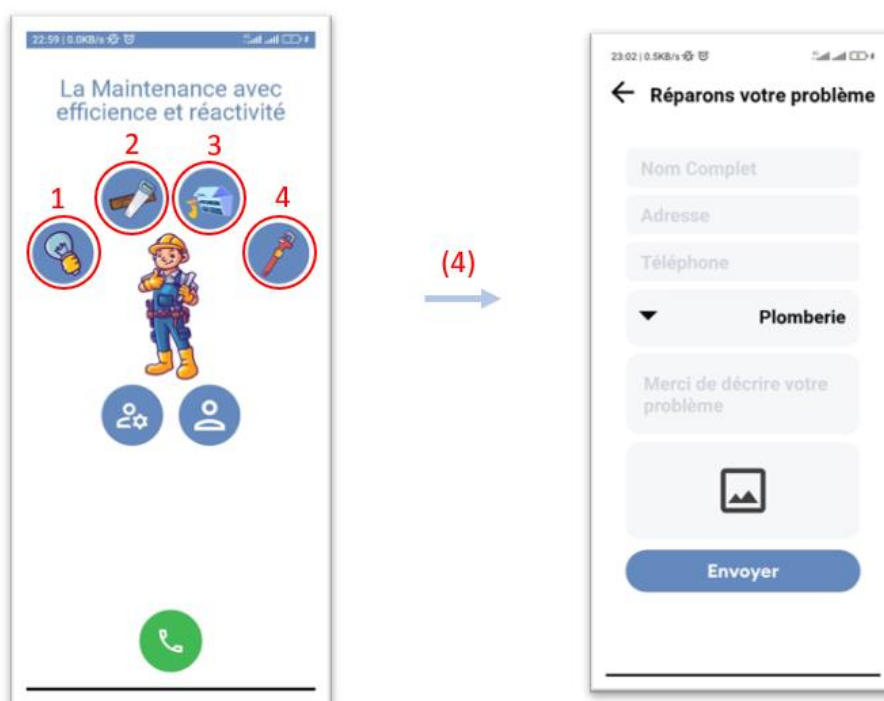 22:59 | 0.0KB/s
La Maintenance avec
efficience et réactivité
1
2
3
4
(4)
23:02 | 0.5KB/s
Réparons votre problème
Nom Complet
Adresse
Téléphone
Plomberie
Merci de décrire votre
problème
Envoyer